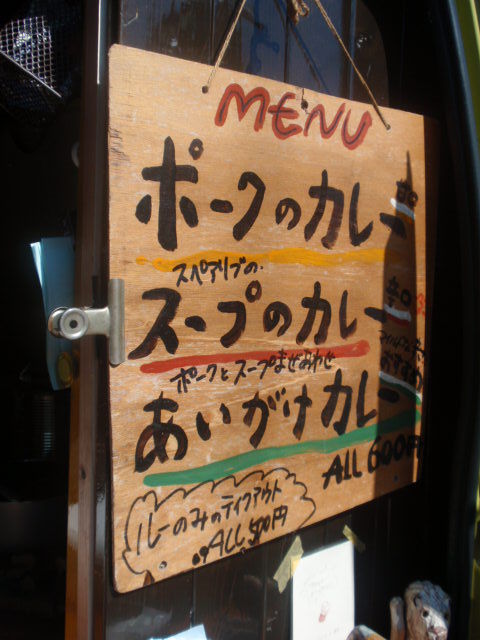 MENU
ポークのカレー
スペアリブの
スープのカレー
辛口
ポークとスープまぜあわせ
あいがけカレー
ALL 600円
ルーのみのテイクアウト
ALL 500円